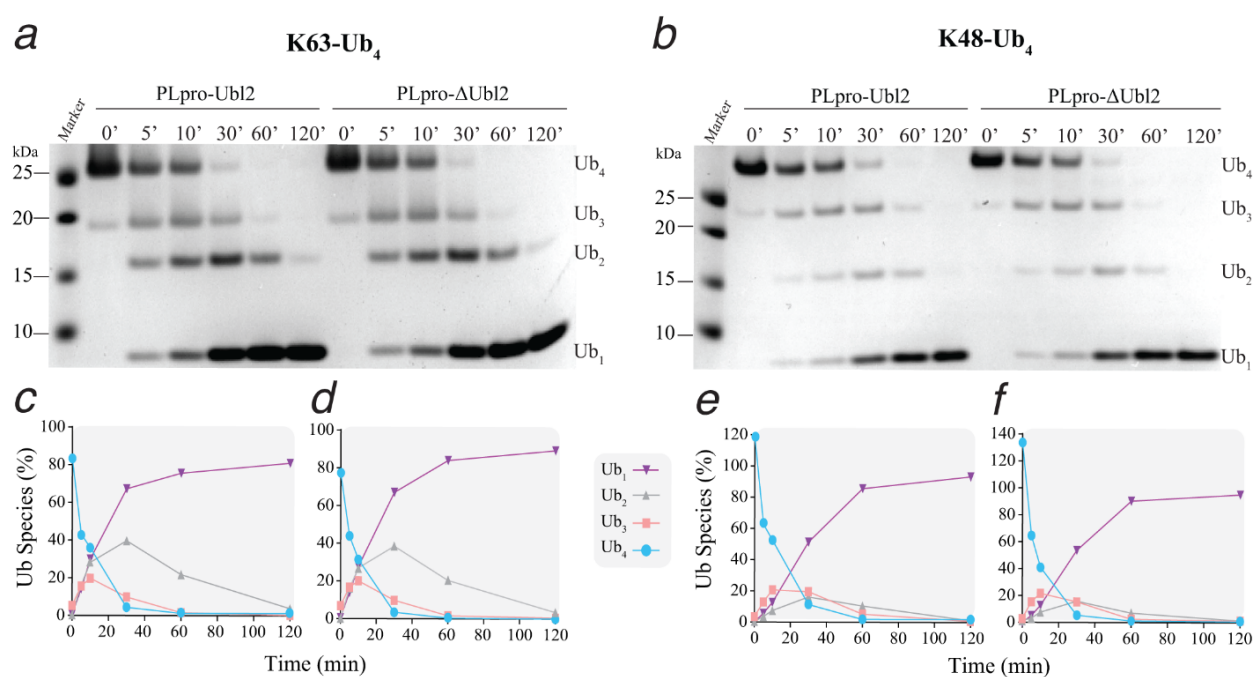 a
K63-Ub4
PLpro-Ubl2 PLpro-ΔUbl2
Marker 0’ 5’ 10’ 30’ 60’ 120’ 0’ 5’ 10’ 30’ 60’ 120’
kDa
25
20
15
10
Ub4
Ub3
Ub2
Ub1
b
K48-Ub4
PLpro-Ubl2 PLpro-ΔUbl2
Marker 0’ 5’ 10’ 30’ 60’ 120’ 0’ 5’ 10’ 30’ 60’ 120’
kDa
25
20
15
10
Ub4
Ub3
Ub2
Ub1
c
Ub Species (%)
100
80
60
40
20
0
0 20 40 60 80 100 120
d
100
80
60
40
20
0
0 20 40 60 80 100 120
Time (min)
Ub1
Ub2
Ub3
Ub4
e
Ub Species (%)
120
100
80
60
40
20
0
0 20 40 60 80 100 120
f
140
120
100
80
60
40
20
0
0 20 40 60 80 100 120
Time (min)